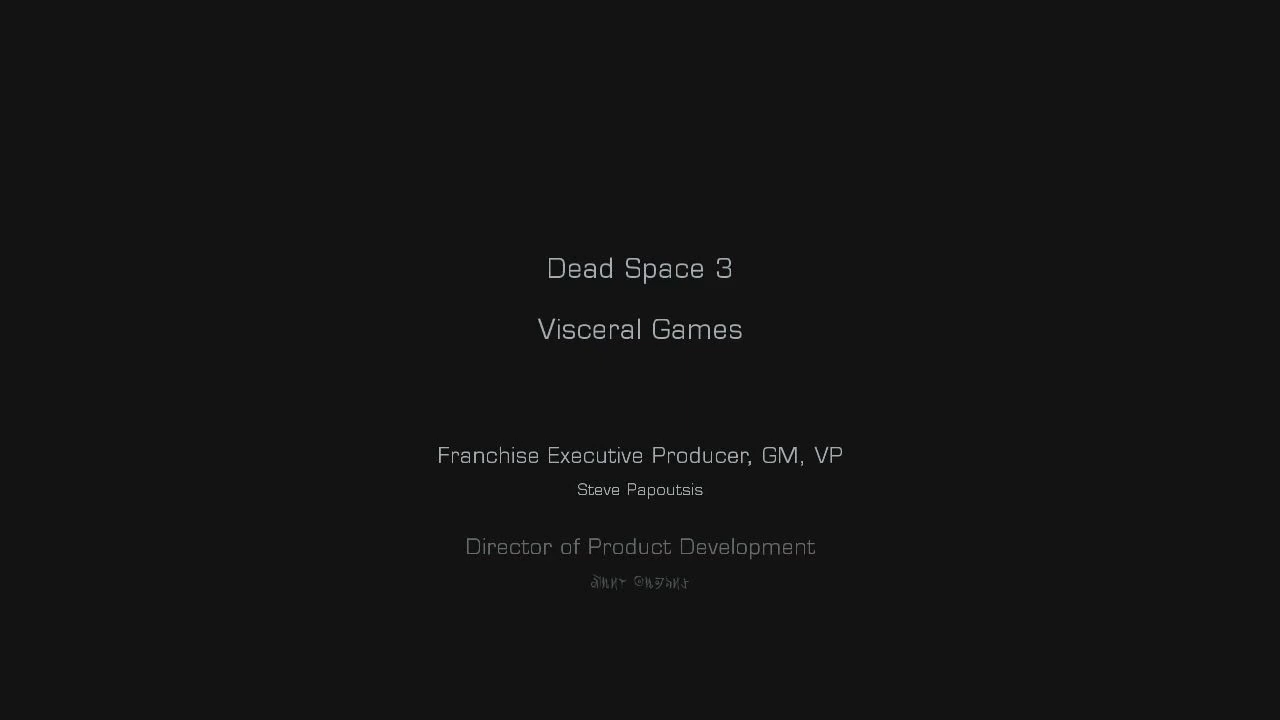 Dead Space 3
Visceral Games
Franchise Executive Producer, GM, VP
Steve Papoutsis
Director of Product Development